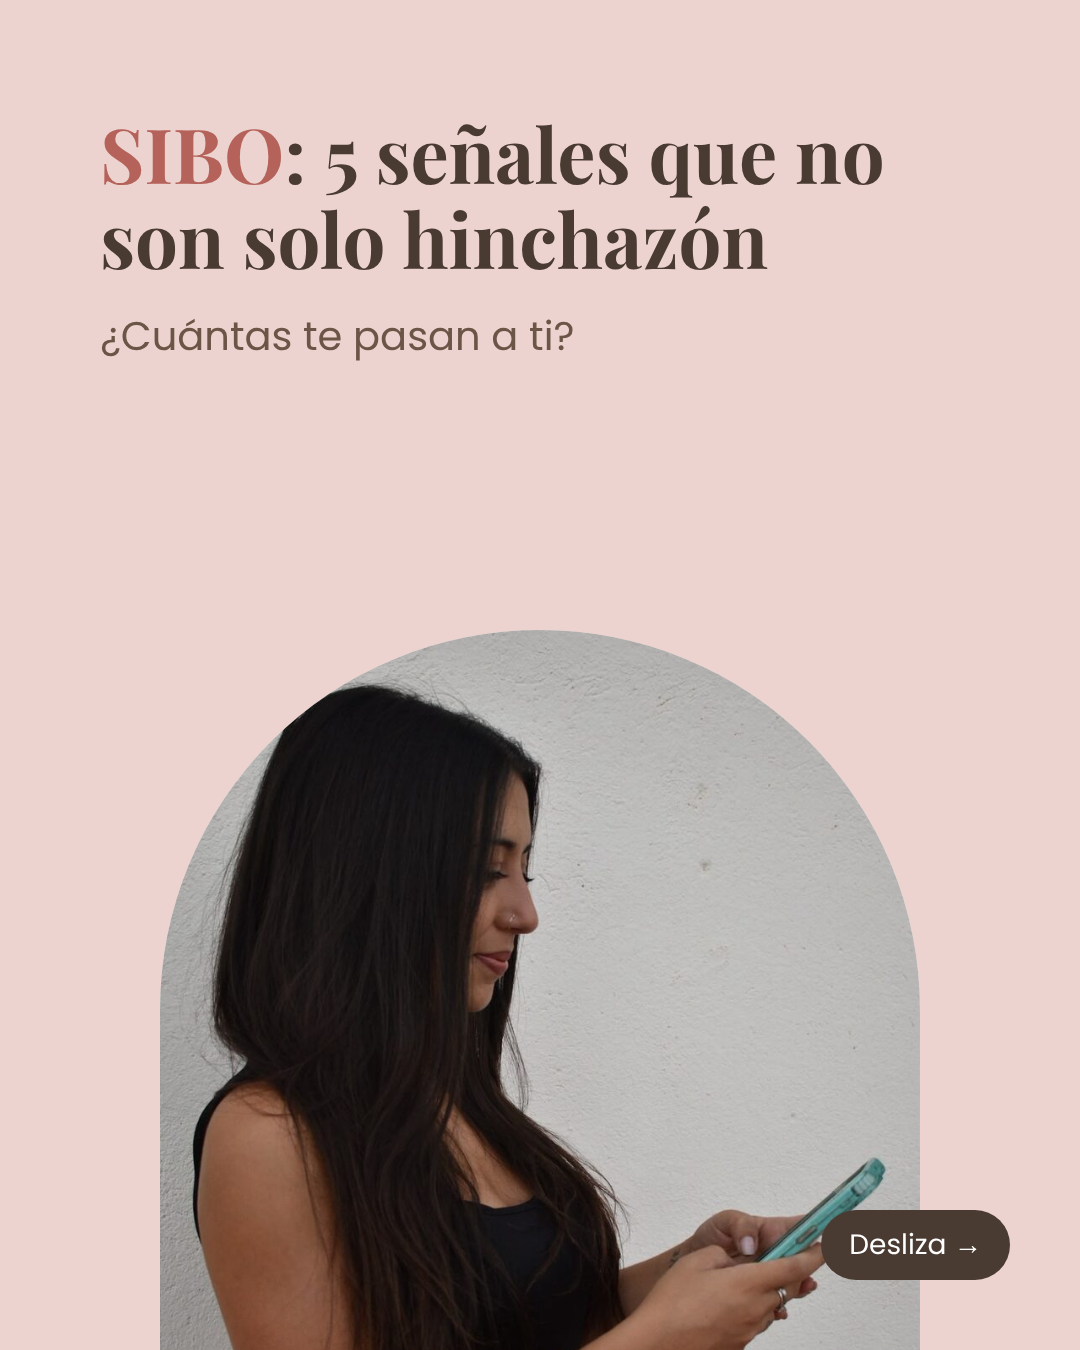 SIBO: 5 señales que no
son solo hinchazón
¿Cuántas te pasan a ti?
Desliza →